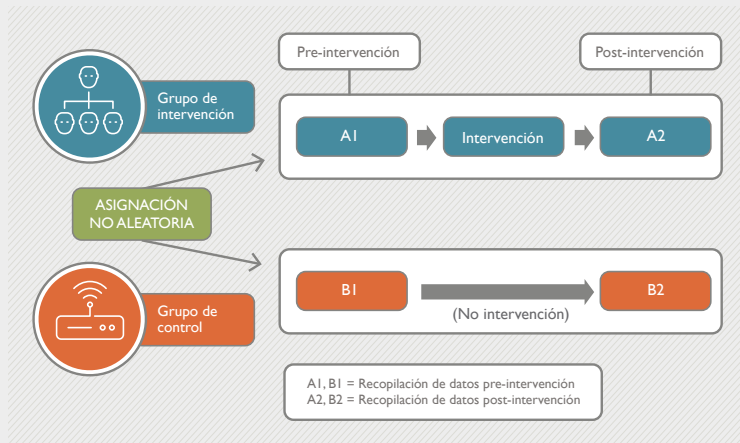 Pre-intervención
Post-intervención
Grupo de
intervención
A1
Intervención
A2
ASIGNACIÓN
NO ALEATORIA
Grupo de
control
B1
(No intervención)
B2
A1, B1 = Recopilación de datos pre-intervención
A2, B2 = Recopilación de datos post-intervención